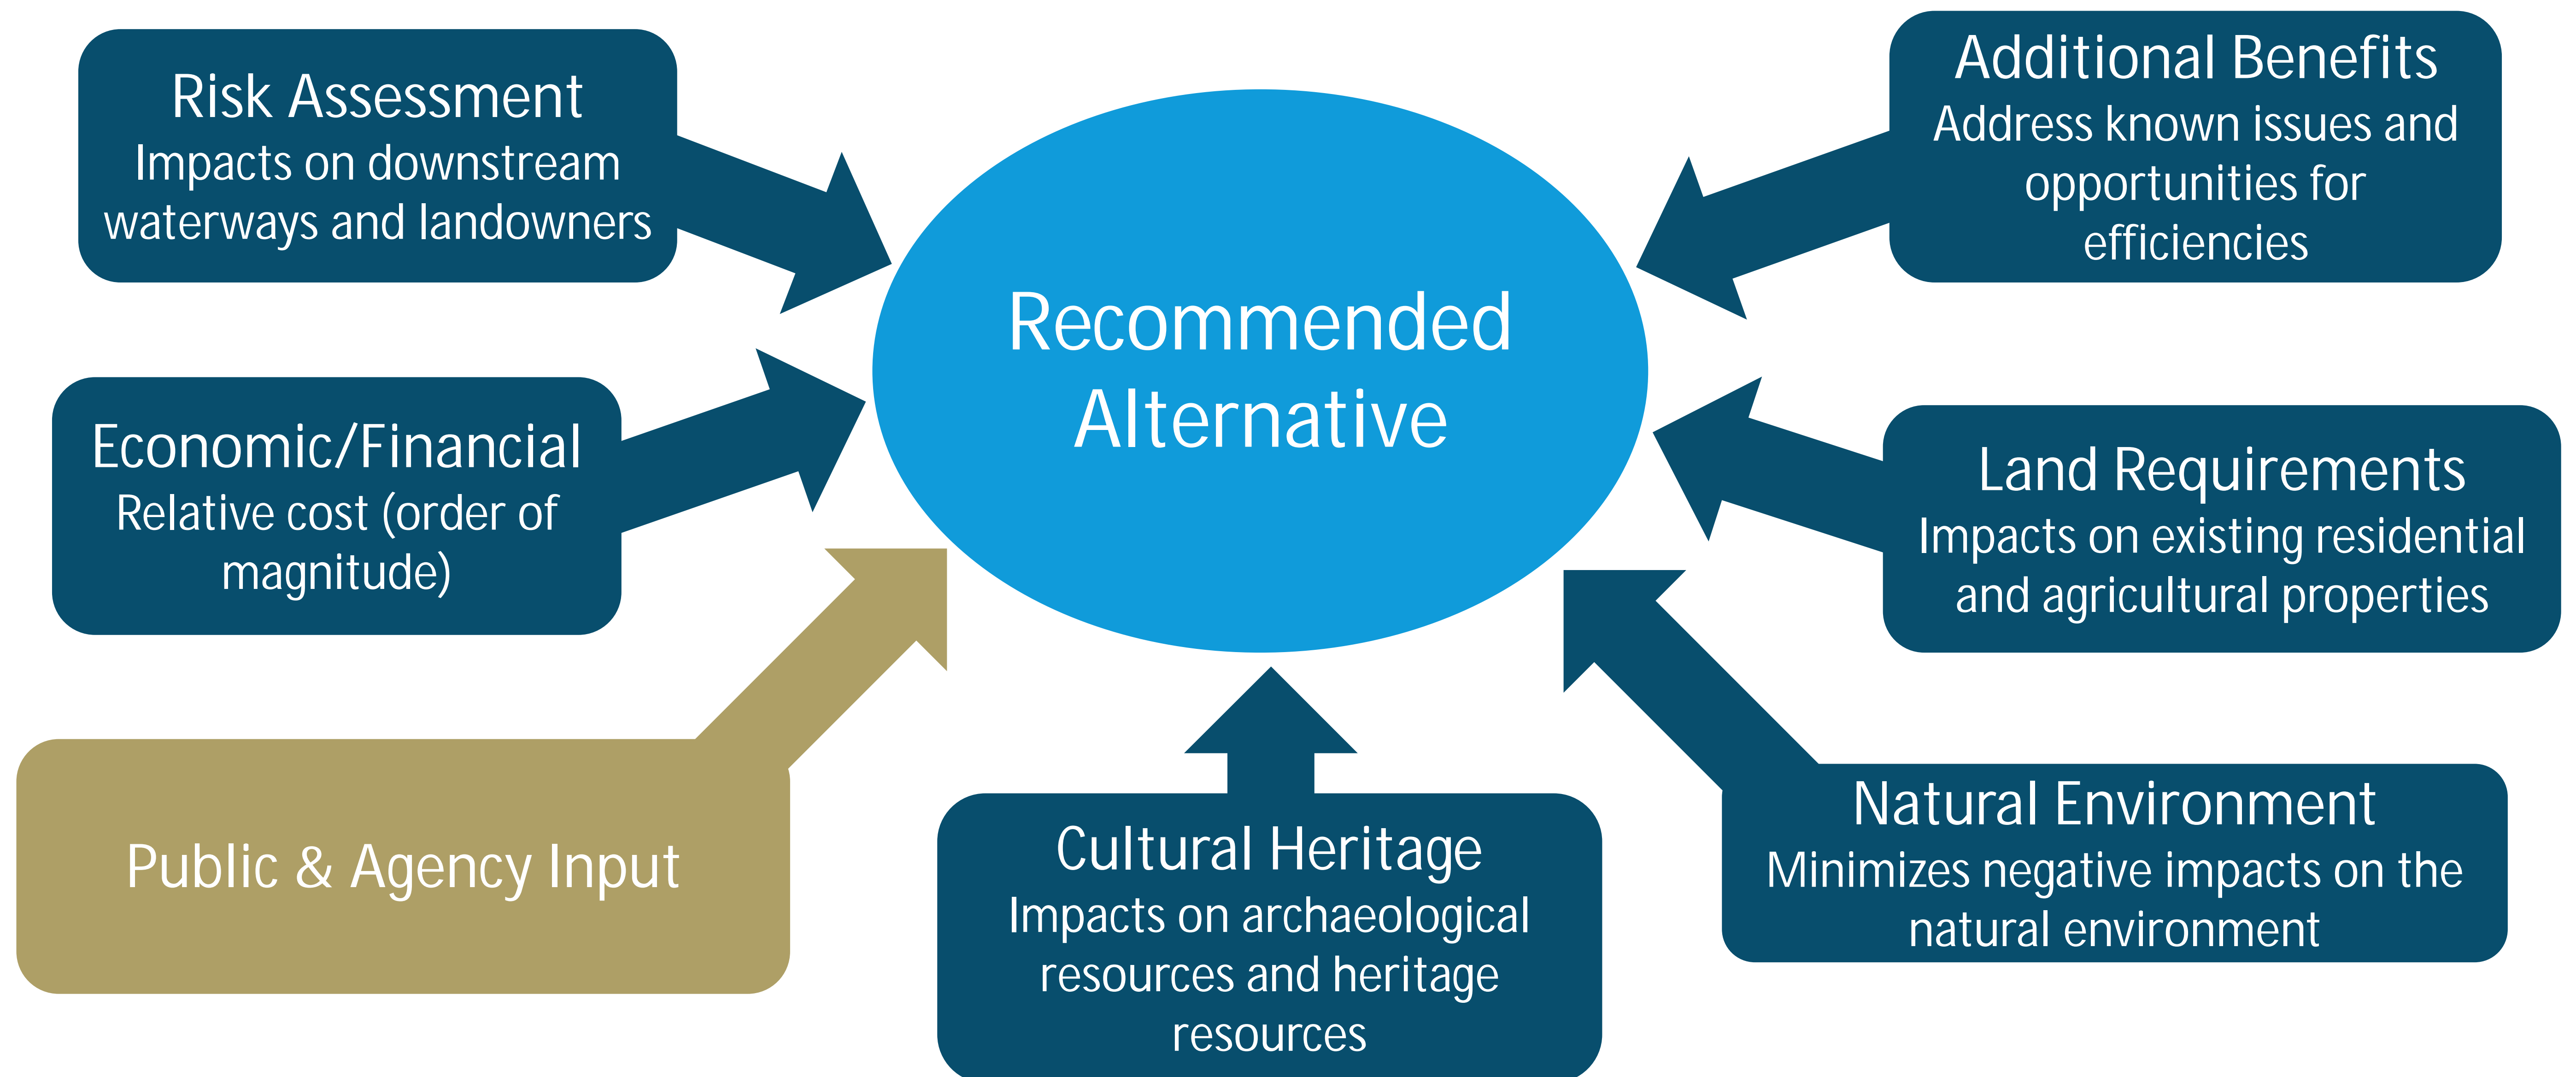 Risk Assessment
Impacts on downstream
waterways and landowners
Additional Benefits
Address known issues and
opportunities for
efficiencies
Recommended
Alternative
Economic/Financial
Relative cost (order of
magnitude)
Land Requirements
Impacts on existing residential
and agricultural properties
Public & Agency Input
Cultural Heritage
Impacts on archaeological
resources and heritage
resources
Natural Environment
Minimizes negative impacts on the
natural environment